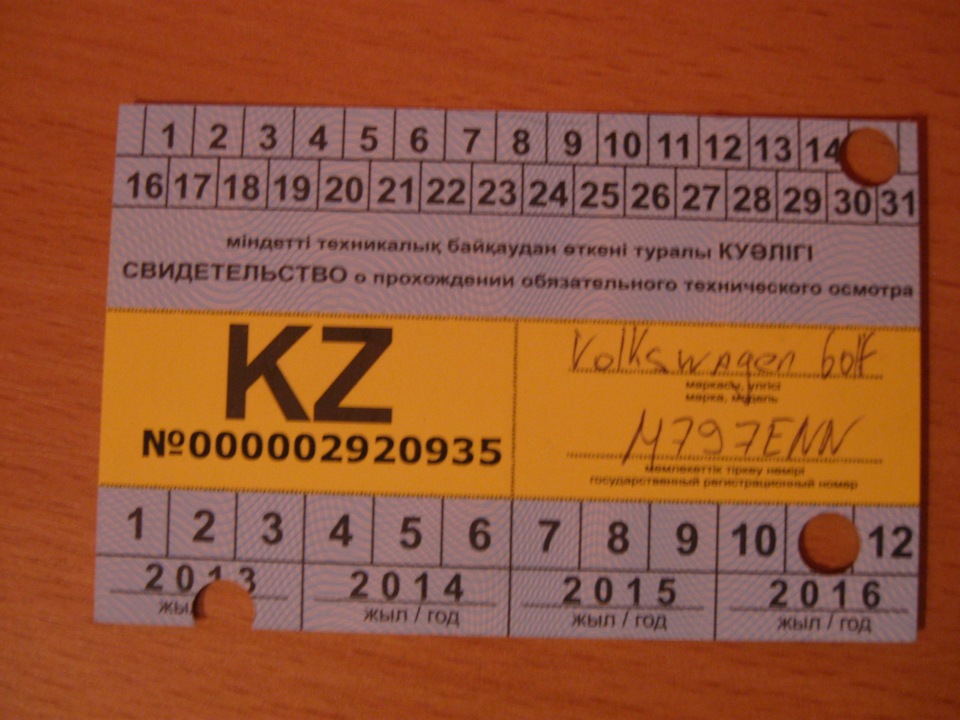 1 2 3 4 5 6 7 8 9 10 11 12 13 14
16 17 18 19 20 21 22 23 24 25 26 27 28 29 30 31
міндетті техникалық байқаудан өткені туралы КУӘЛІГІ
СВИДЕТЕЛЬСТВО о прохождении обязательного технического осмотра
KZ
№000002920935
Volkswagen Golf
маркасы, үлгісі
марка, модель
M797ENN
мемлекеттік тіркеу нөмірі
государственный регистрационный номер
1 2 3 4 5 6 7 8 9 10 12
2013 2014 2015 2016
жыл / год жыл / год жыл / год